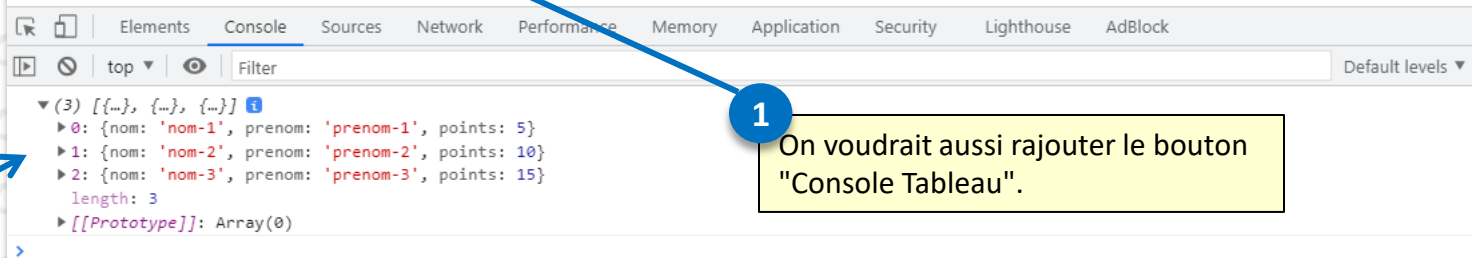 Elements Console Sources Network Performance Memory Application Security Lighthouse AdBlock
top ▼ Filter Default levels ▼
▼(3) [{…}, {…}, {…}] i
▶0: {nom: 'nom-1', prenom: 'prenom-1', points: 5}
▶1: {nom: 'nom-2', prenom: 'prenom-2', points: 10}
▶2: {nom: 'nom-3', prenom: 'prenom-3', points: 15}
length: 3
▶[[Prototype]]: Array(0)
>
1
On voudrait aussi rajouter le bouton
"Console Tableau".